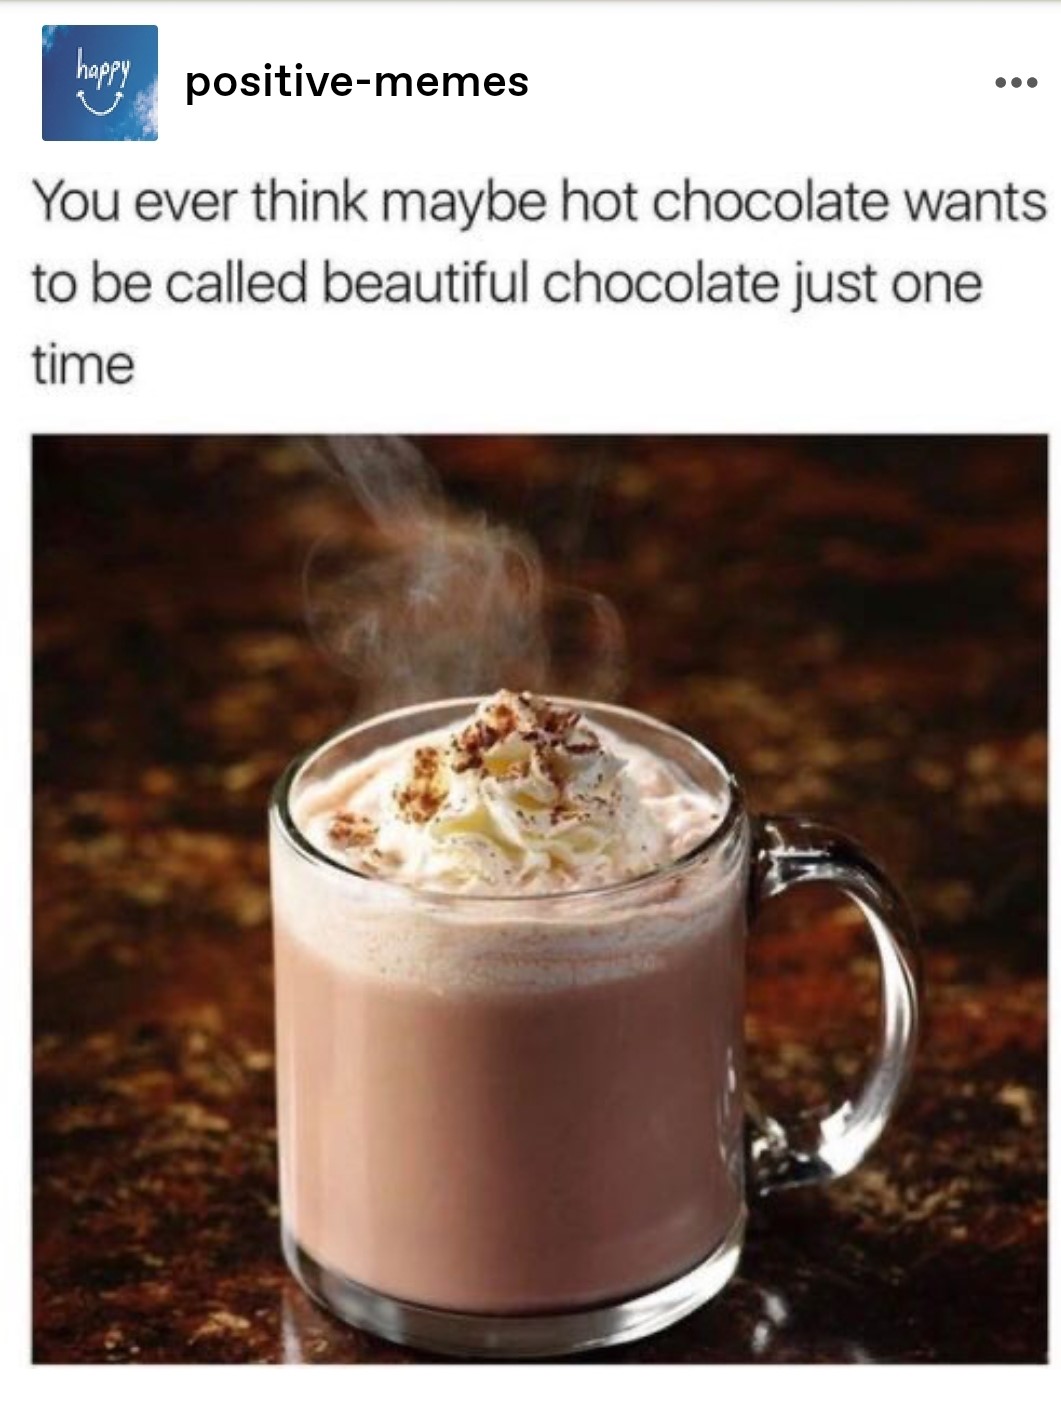 happy
positive-memes
You ever think maybe hot chocolate wants
to be called beautiful chocolate just one
time